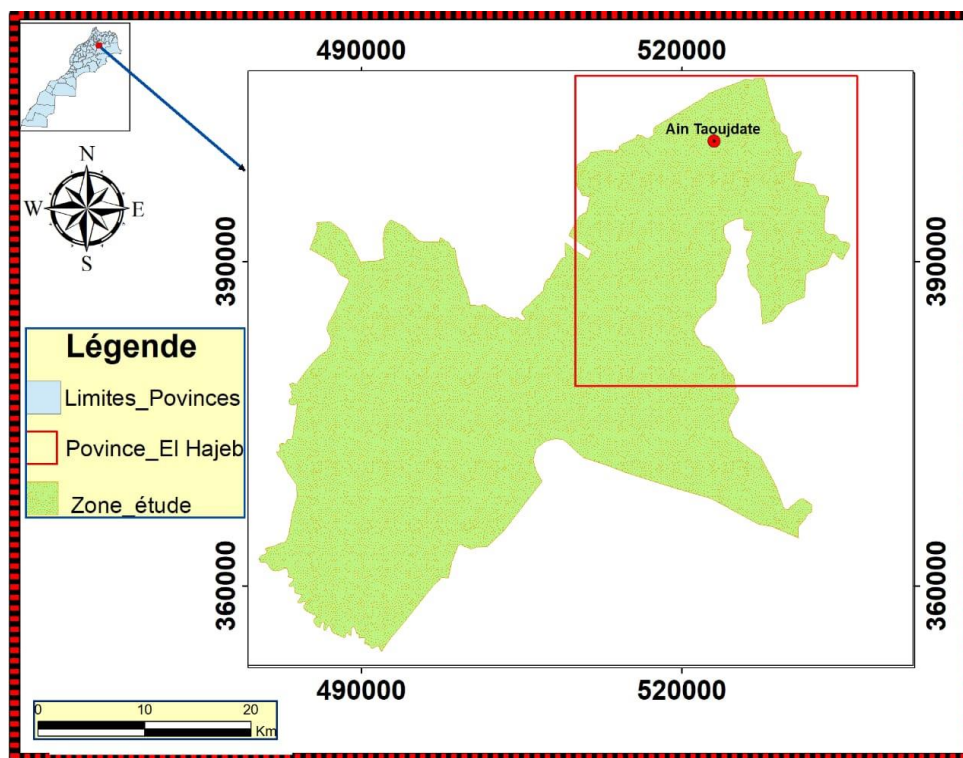 490000 520000
Ain Taoujdate
N
W E
S
390000 390000
Légende
Limites_Povinces
Povince_El Hajeb
Zone_étude
360000 360000
490000 520000
0 10 20
Km